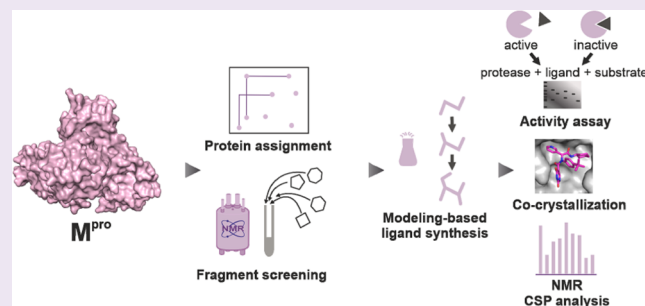 M^pro
Protein assignment
NMR
Fragment screening
Modeling-based
ligand synthesis
active
inactive
protease + ligand + substrate
Activity assay
Co-crystallization
NMR
CSP analysis